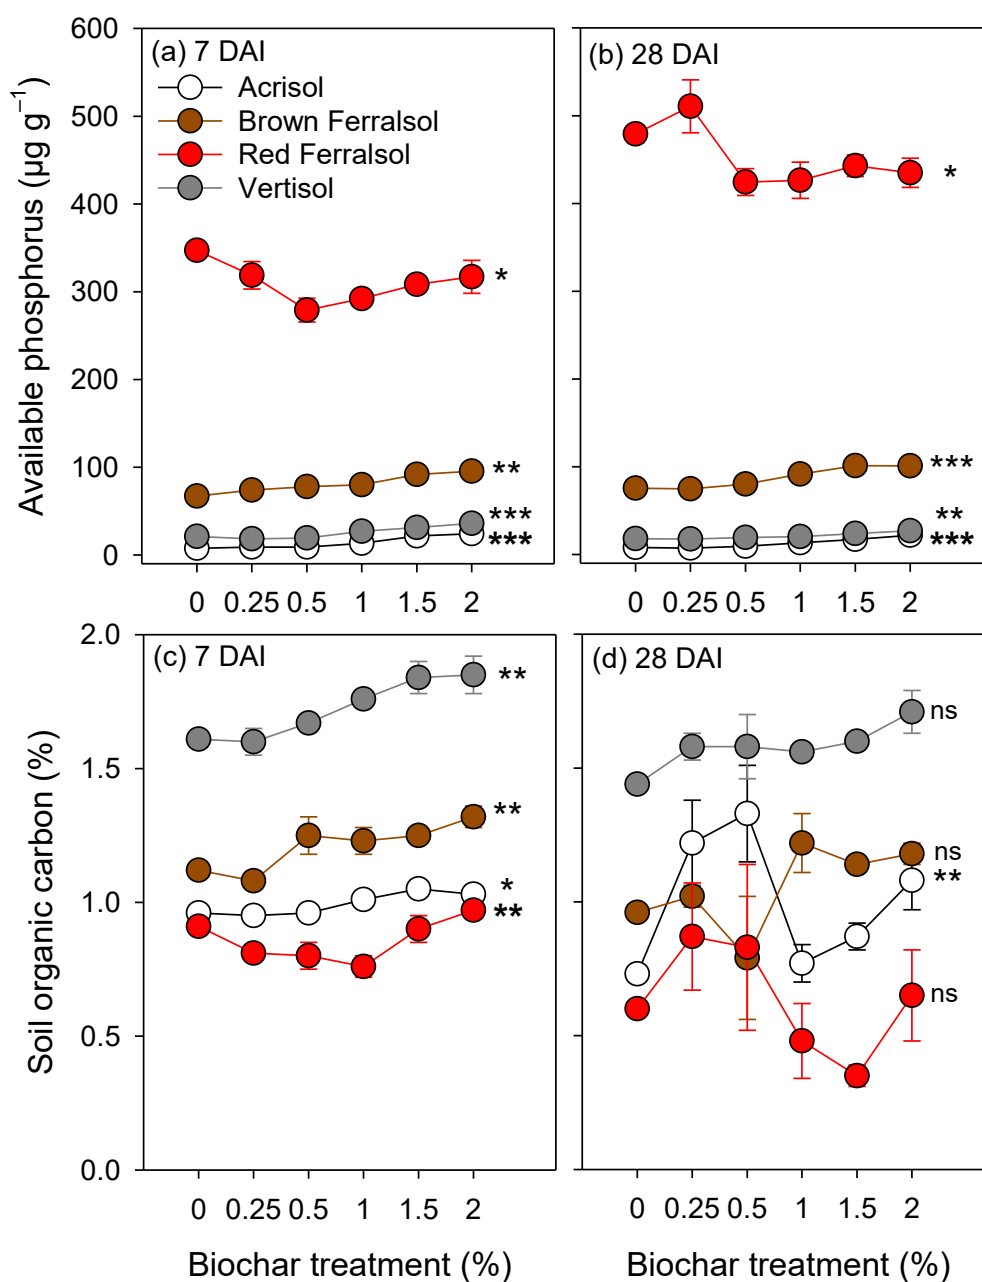 (a) 7 DAI
Acrisol
Brown Ferralsol
Red Ferralsol
Vertisol
600
500
400
300
200
100
0
Available phosphorus (µg g⁻¹)
*
**
***
***
0 0.25 0.5 1 1.5 2
(b) 28 DAI
*
***
**
***
0 0.25 0.5 1 1.5 2
(c) 7 DAI
2.0
1.5
1.0
0.5
0.0
Soil organic carbon (%)
**
**
*
**
0 0.25 0.5 1 1.5 2
Biochar treatment (%)
(d) 28 DAI
ns
ns
**
ns
0 0.25 0.5 1 1.5 2
Biochar treatment (%)